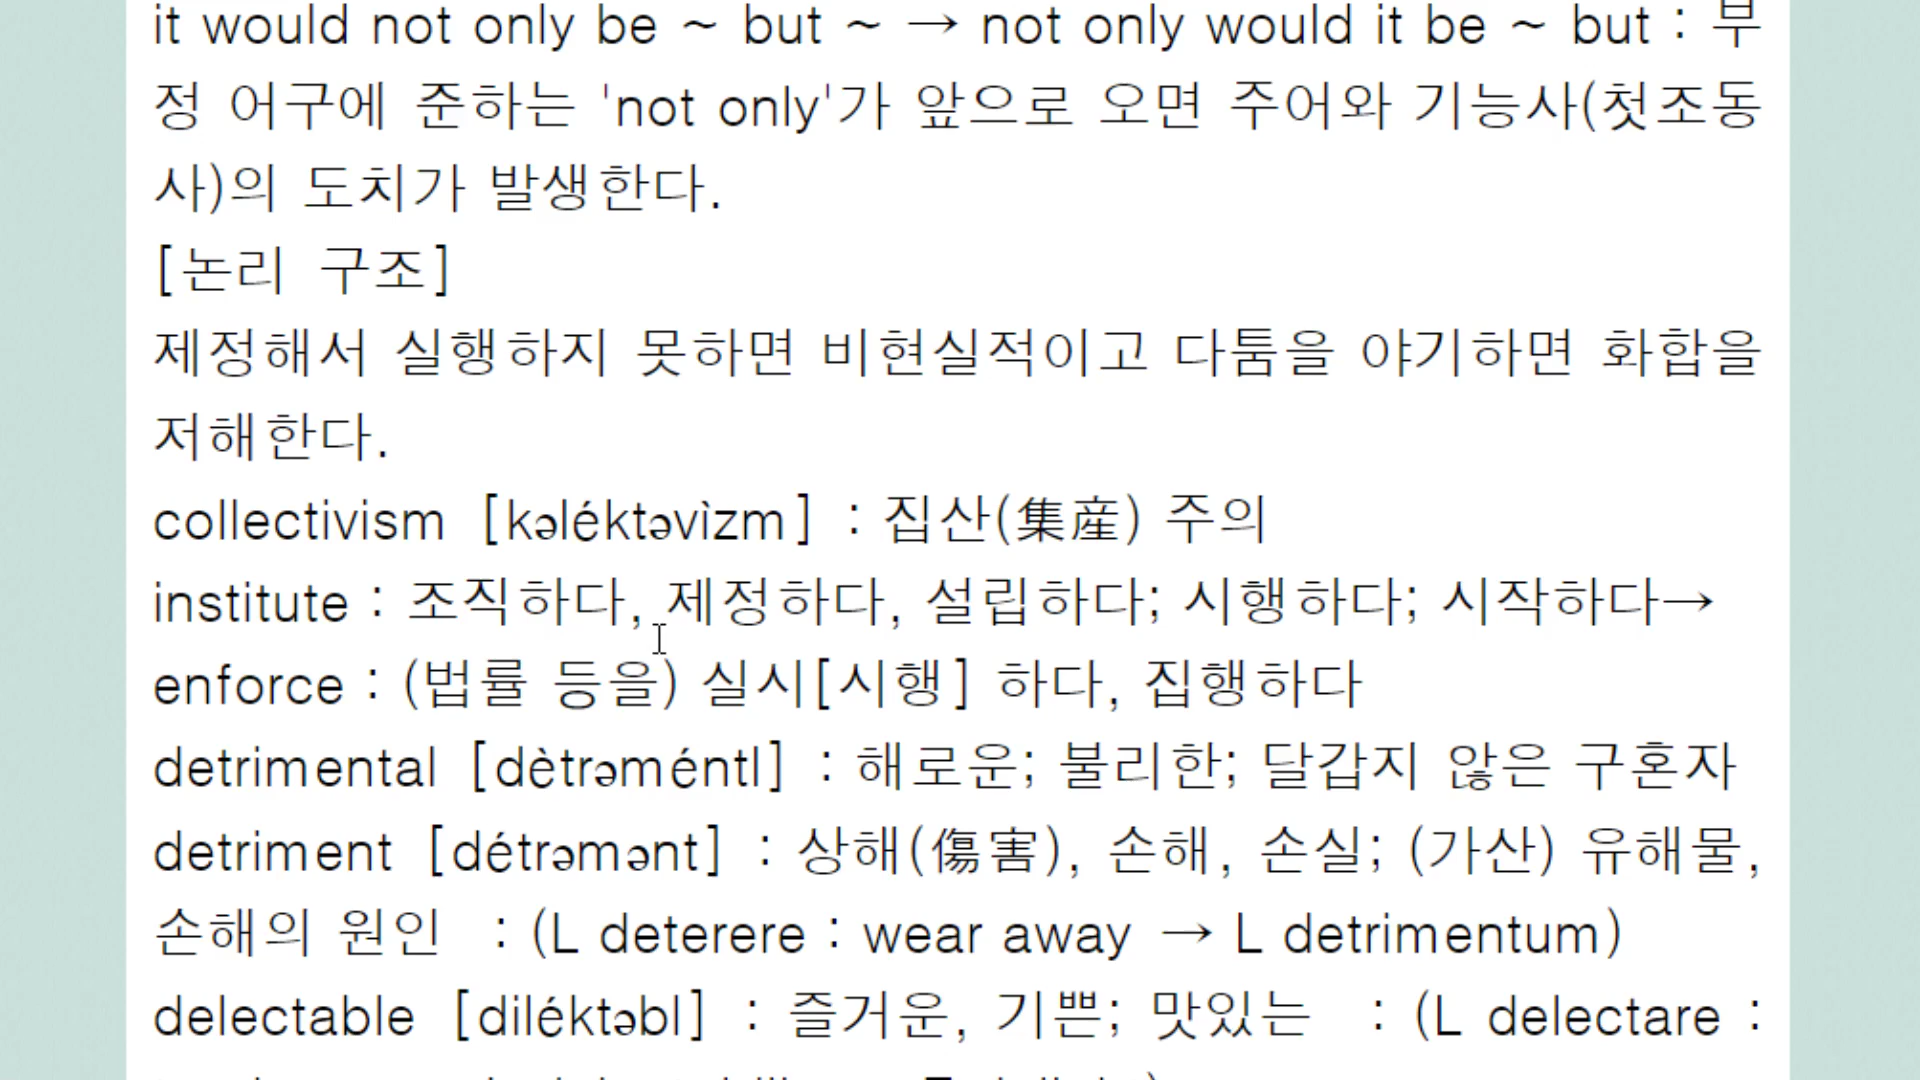 it would not only be ~ but ~ → not only would it be ~ but : 부
정 어구에 준하는 'not only'가 앞으로 오면 주어와 기능사(첫조동
사)의 도치가 발생한다.
[논리 구조]
제정해서 실행하지 못하면 비현실적이고 다툼을 야기하면 화합을
저해한다.
collectivism [kəléktəvìzm] : 집산(集産) 주의
institute : 조직하다, 제정하다, 설립하다; 시행하다; 시작하다→
enforce : (법률 등을) 실시[시행] 하다, 집행하다
detrimental [dètrəméntl] : 해로운; 불리한; 달갑지 않은 구혼자
detriment [détrəmənt] : 상해(傷害), 손해, 손실; (가산) 유해물,
손해의 원인 : (L deterere : wear away → L detrimentum)
delectable [diléktəbl] : 즐거운, 기쁜; 맛있는 : (L delectare :